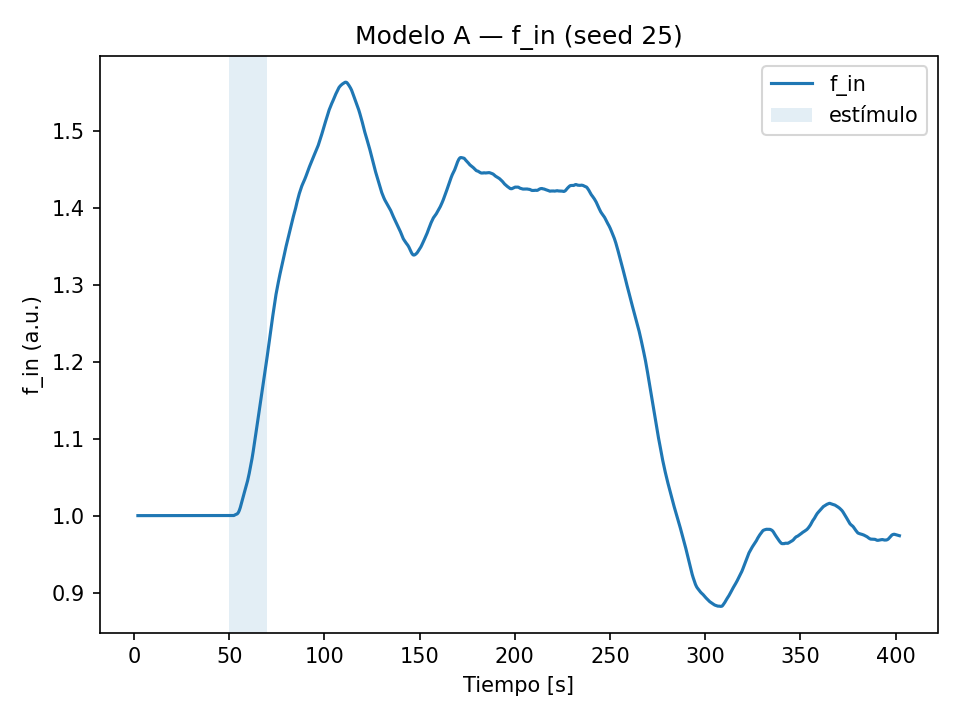 Modelo A — f_in (seed 25)
f_in
estímulo
1.5
1.4
1.3
1.2
1.1
1.0
0.9
f_in (a.u.)
0 50 100 150 200 250 300 350 400
Tiempo [s]